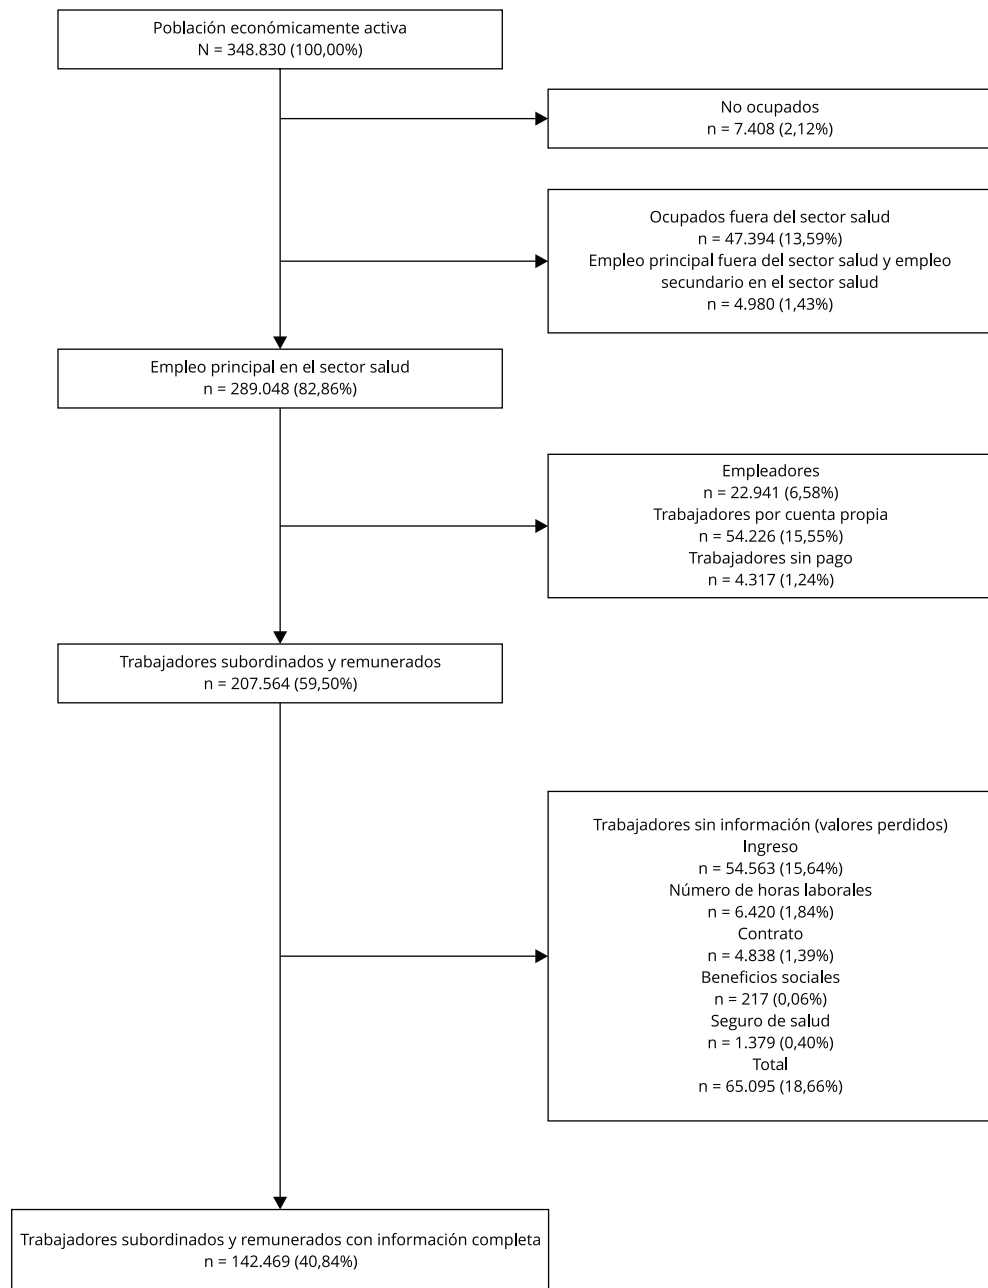 Población económicamente activa
N = 348.830 (100,00%)
No ocupados
n = 7.408 (2,12%)
Ocupados fuera del sector salud
n = 47.394 (13,59%)
Empleo principal fuera del sector salud y empleo
secundario en el sector salud
n = 4.980 (1,43%)
Empleo principal en el sector salud
n = 289.048 (82,86%)
Empleadores
n = 22.941 (6,58%)
Trabajadores por cuenta propia
n = 54.226 (15,55%)
Trabajadores sin pago
n = 4.317 (1,24%)
Trabajadores subordinados y remunerados
n = 207.564 (59,50%)
Trabajadores sin información (valores perdidos)
Ingreso
n = 54.563 (15,64%)
Número de horas laborales
n = 6.420 (1,84%)
Contrato
n = 4.838 (1,39%)
Beneficios sociales
n = 217 (0,06%)
Seguro de salud
n = 1.379 (0,40%)
Total
n = 65.095 (18,66%)
Trabajadores subordinados y remunerados con información completa
n = 142.469 (40,84%)